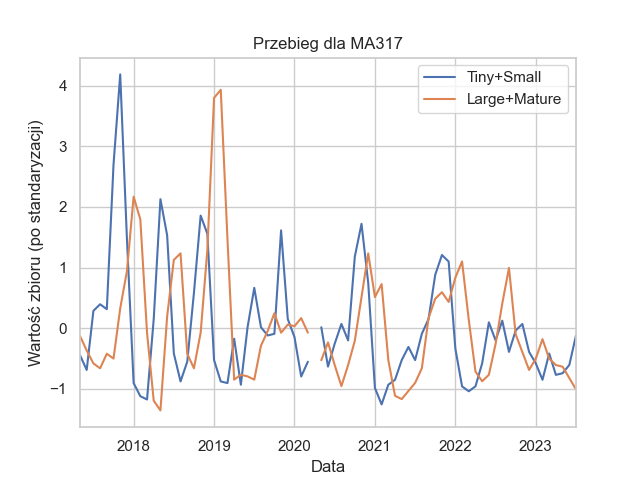 Przebieg dla MA317
Tiny+Small
Large+Mature
Wartość zbioru (po standaryzacji)
4
3
2
1
0
−1
2018
2019
2020
2021
2022
2023
Data